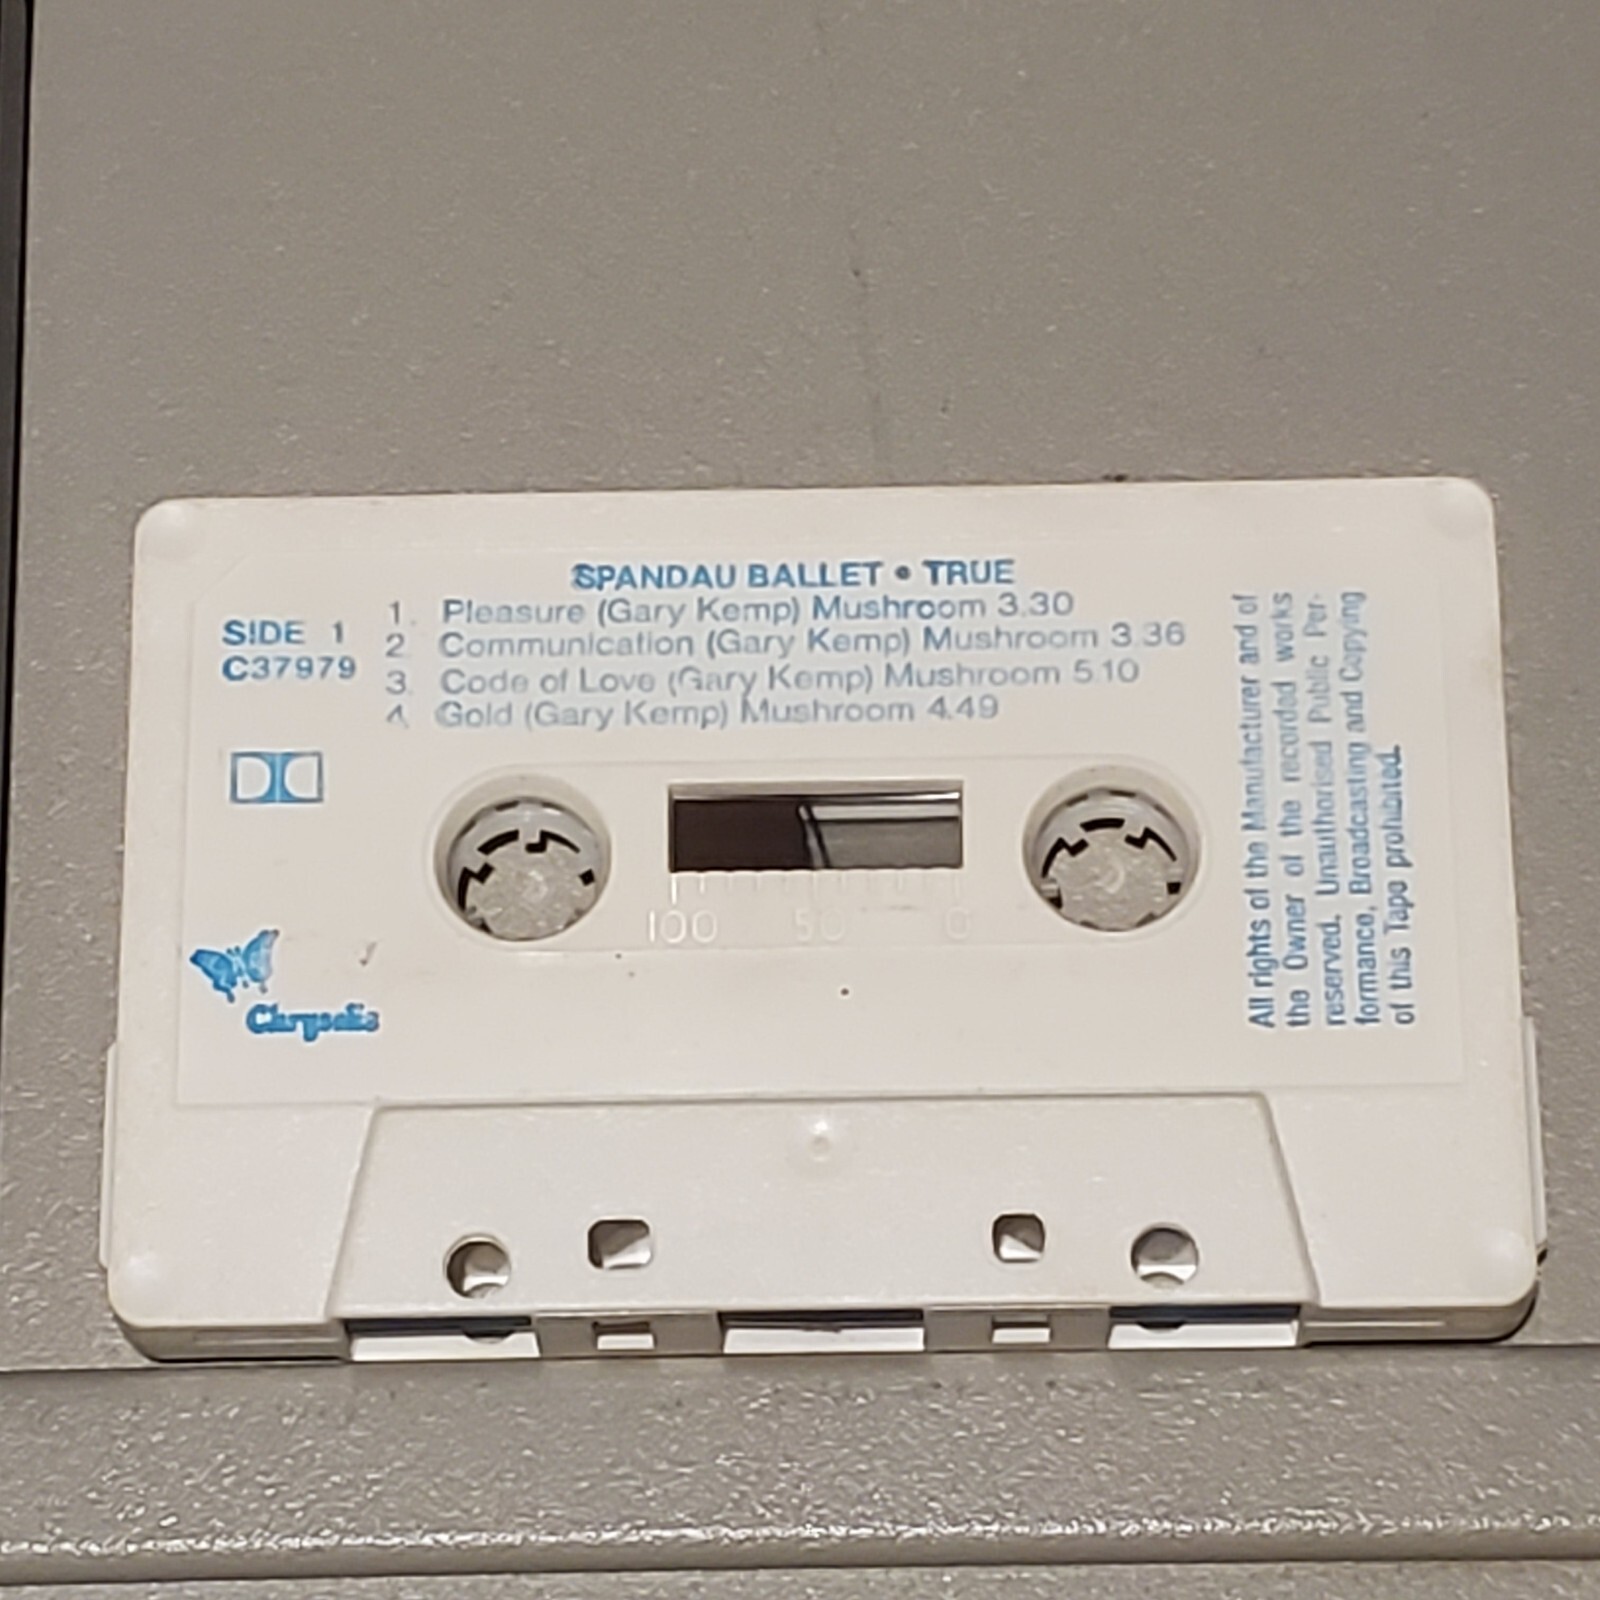 SPANDAU BALLET • TRUE
SIDE 1
C37979
1. Pleasure (Gary Kemp) Mushroom 3.30
2 Communication (Gary Kemp) Mushroom 3.36
3. Code of Love (Gary Kemp) Mushroom 5.10
4. Gold (Gary Kemp) Mushroom 4.49
100 50 0
Chrysalis
All rights of the Manufacturer and of
the Owner of the recorded works
reserved. Unauthorised Public Per-
formance, Broadcasting and Copying
of this Tape prohibited.